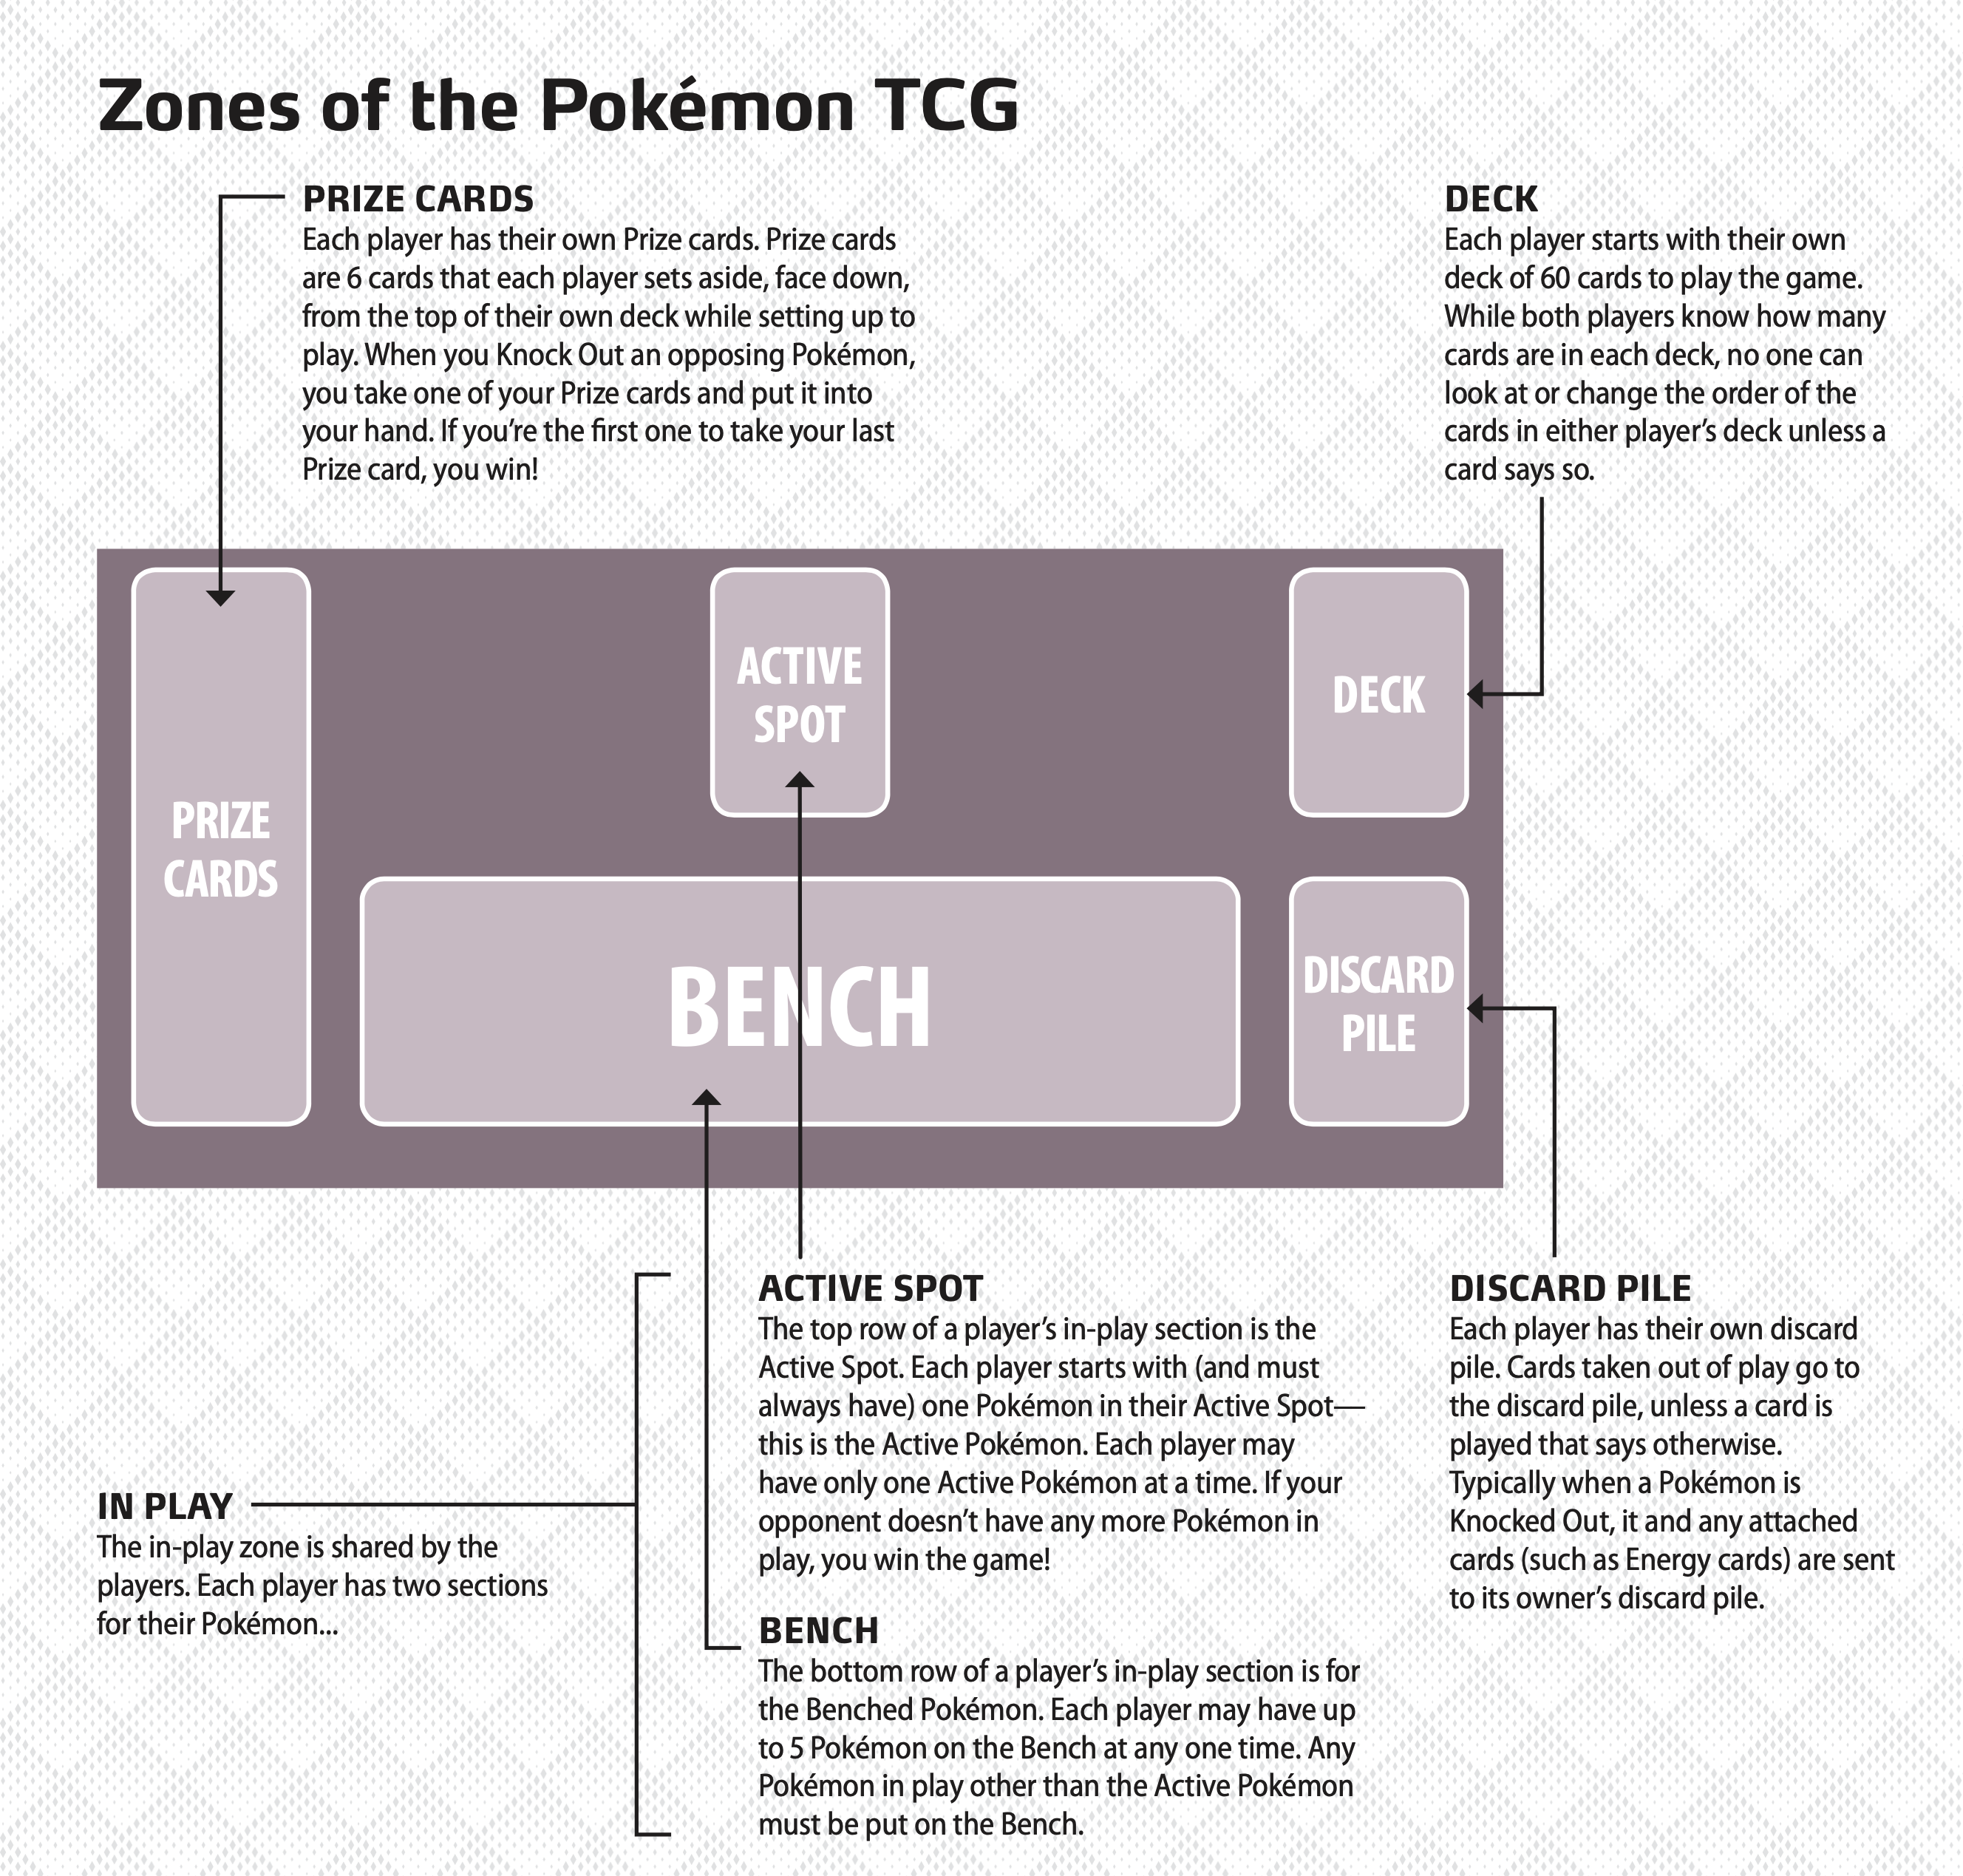 Zones of the Pokémon TCG
PRIZE CARDS
Each player has their own Prize cards. Prize cards
are 6 cards that each player sets aside, face down,
from the top of their own deck while setting up to
play. When you Knock Out an opposing Pokémon,
you take one of your Prize cards and put it into
your hand. If you’re the first one to take your last
Prize card, you win!
DECK
Each player starts with their own
deck of 60 cards to play the game.
While both players know how many
cards are in each deck, no one can
look at or change the order of the
cards in either player’s deck unless a
card says so.
PRIZE
CARDS
ACTIVE
SPOT
DECK
BENCH
DISCARD
PILE
IN PLAY
The in-play zone is shared by the
players. Each player has two sections
for their Pokémon...
ACTIVE SPOT
The top row of a player’s in-play section is the
Active Spot. Each player starts with (and must
always have) one Pokémon in their Active Spot—
this is the Active Pokémon. Each player may
have only one Active Pokémon at a time. If your
opponent doesn’t have any more Pokémon in
play, you win the game!
BENCH
The bottom row of a player’s in-play section is for
the Benched Pokémon. Each player may have up
to 5 Pokémon on the Bench at any one time. Any
Pokémon in play other than the Active Pokémon
must be put on the Bench.
DISCARD PILE
Each player has their own discard
pile. Cards taken out of play go to
the discard pile, unless a card is
played that says otherwise.
Typically when a Pokémon is
Knocked Out, it and any attached
cards (such as Energy cards) are sent
to its owner’s discard pile.